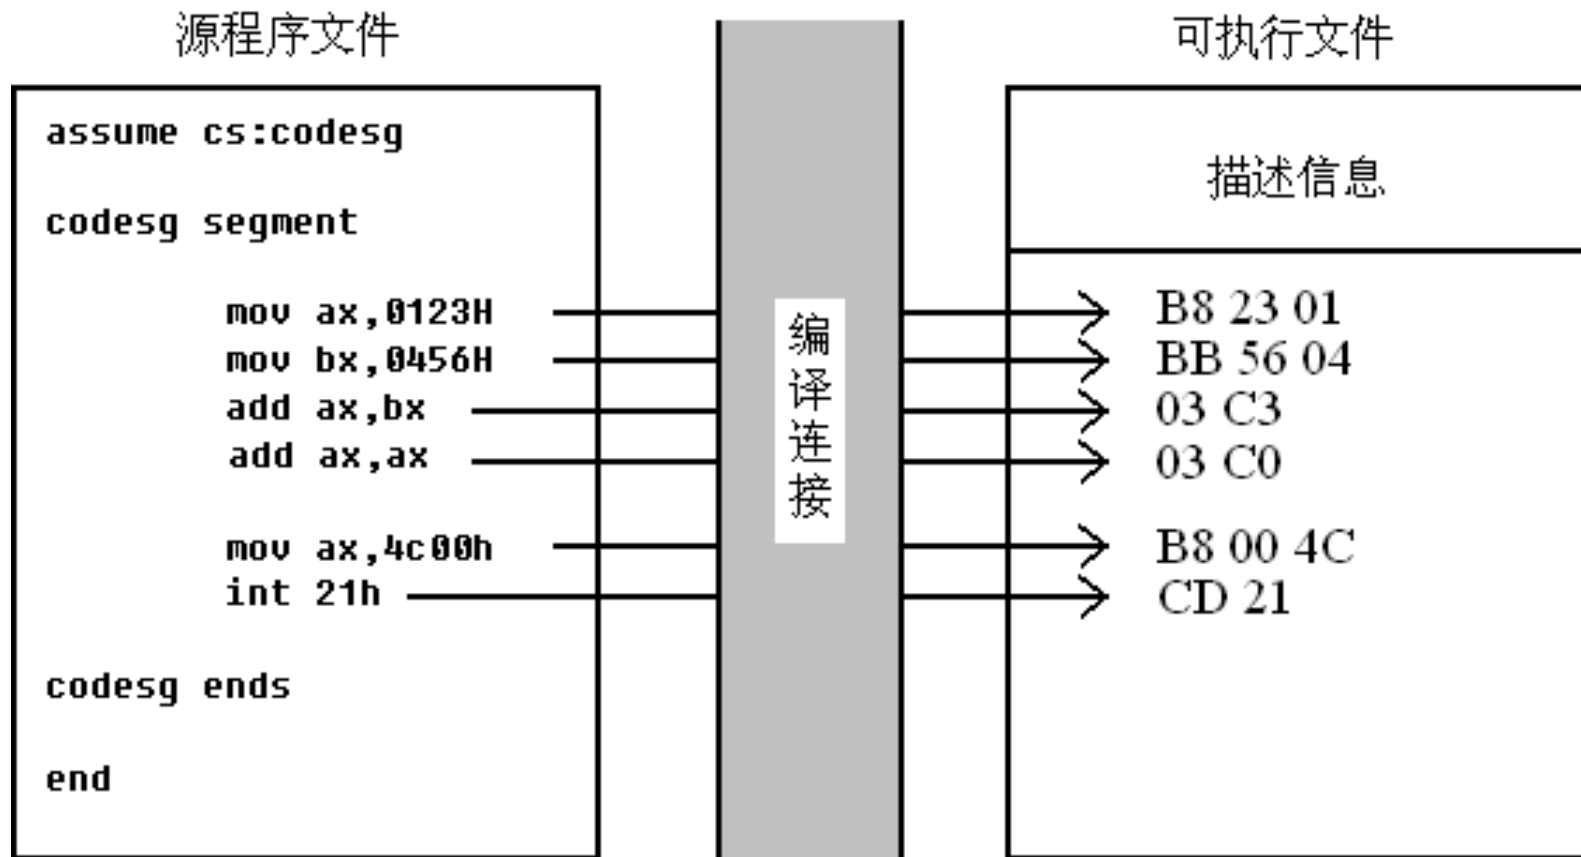 源程序文件
assume cs:codesg
codesg segment
mov ax,0123H
mov bx,0456H
add ax,bx
add ax,ax
mov ax,4c00h
int 21h
codesg ends
end
编译连接
可执行文件
描述信息
B8 23 01
BB 56 04
03 C3
03 C0
B8 00 4C
CD 21